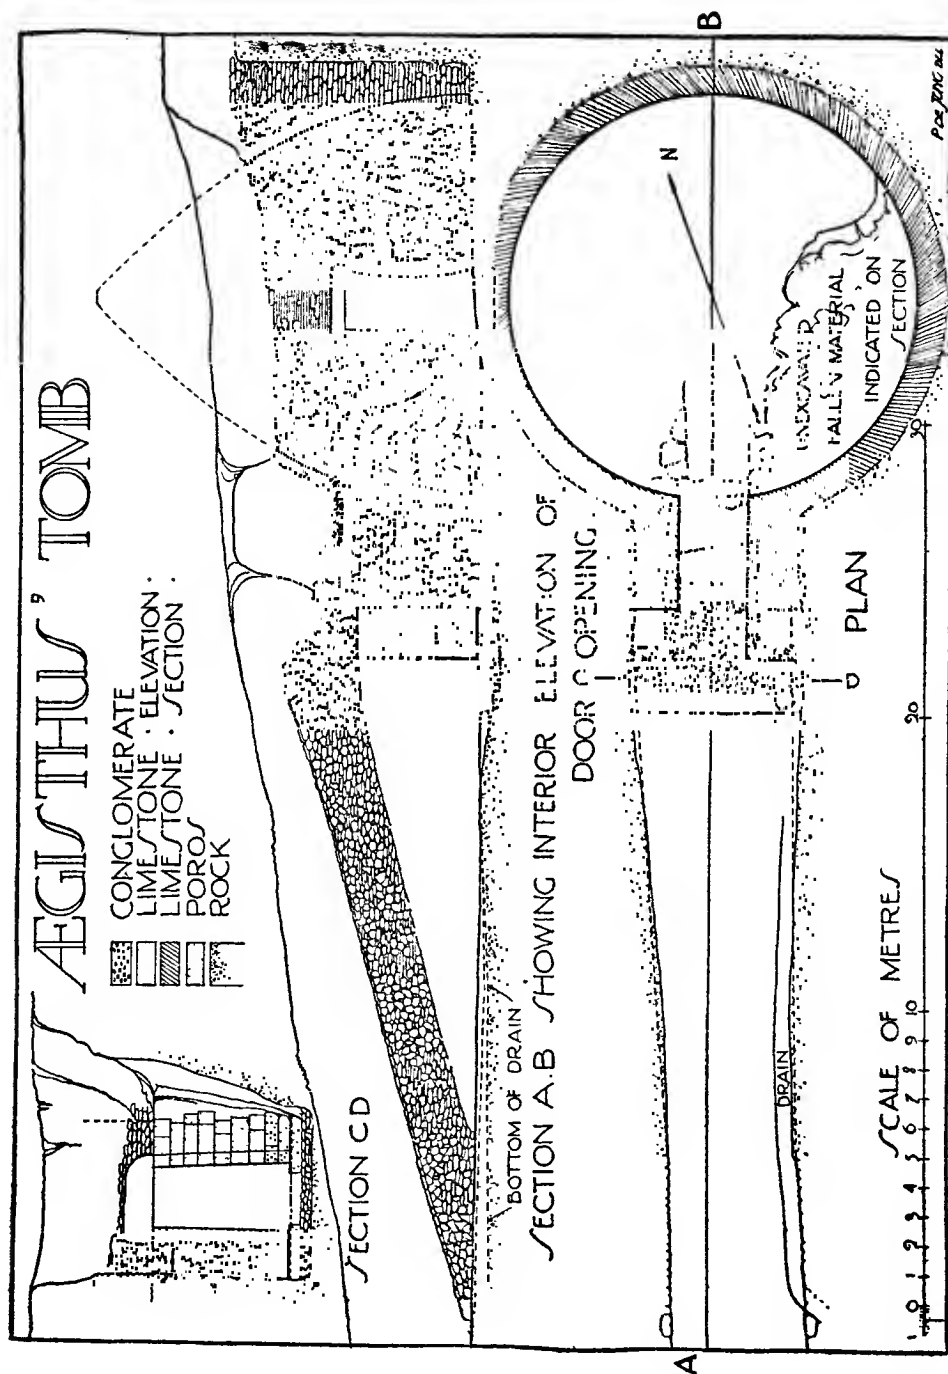 ÆGISTHUS' TOMB
CONGLOMERATE
LIMESTONE · ELEVATION ·
LIMESTONE · SECTION ·
POROS
ROCK
SECTION C D
BOTTOM OF DRAIN
SECTION A B SHOWING INTERIOR ELEVATION OF
DOOR OPENING
A
B
N
FALLEN MATERIAL
INDICATED ON
SECTION
D
PLAN
DRAIN
SCALE OF METRES
1 0 1 2 3 4 5 6 7 8 9 10 20 30